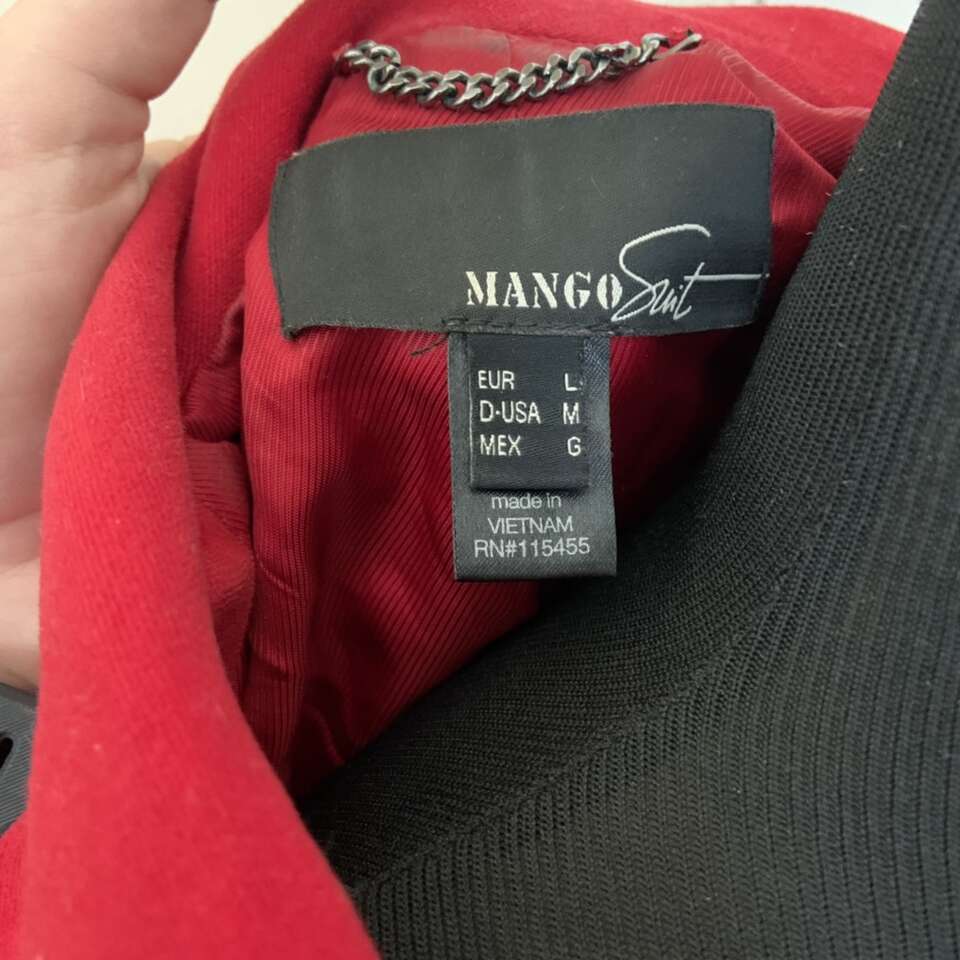 MANGO Suit
EUR L
D-USA M
MEX G
made in
VIETNAM
RN#115455